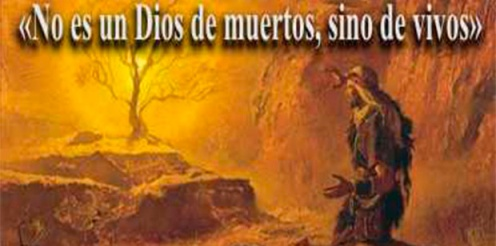 «No es un Dios de muertos, sino de vivos»